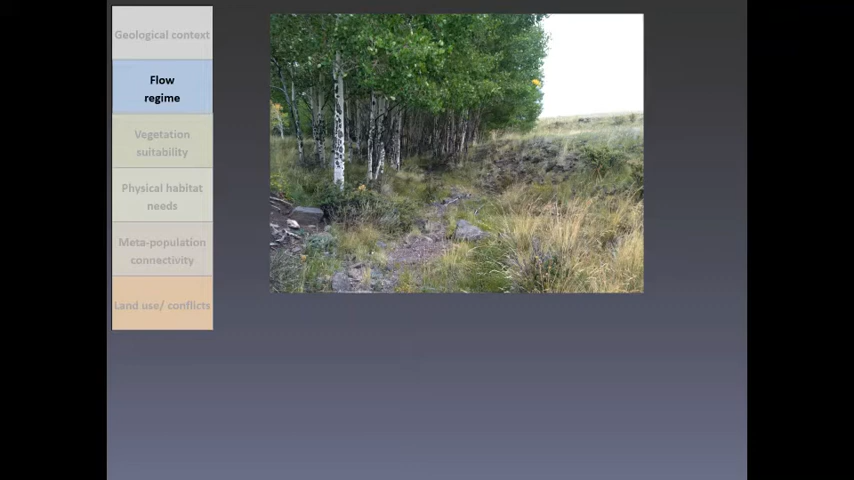 Geological context
Flow
regime
Vegetation
suitability
Physical habitat
needs
Meta-population
connectivity
Land use/ conflicts